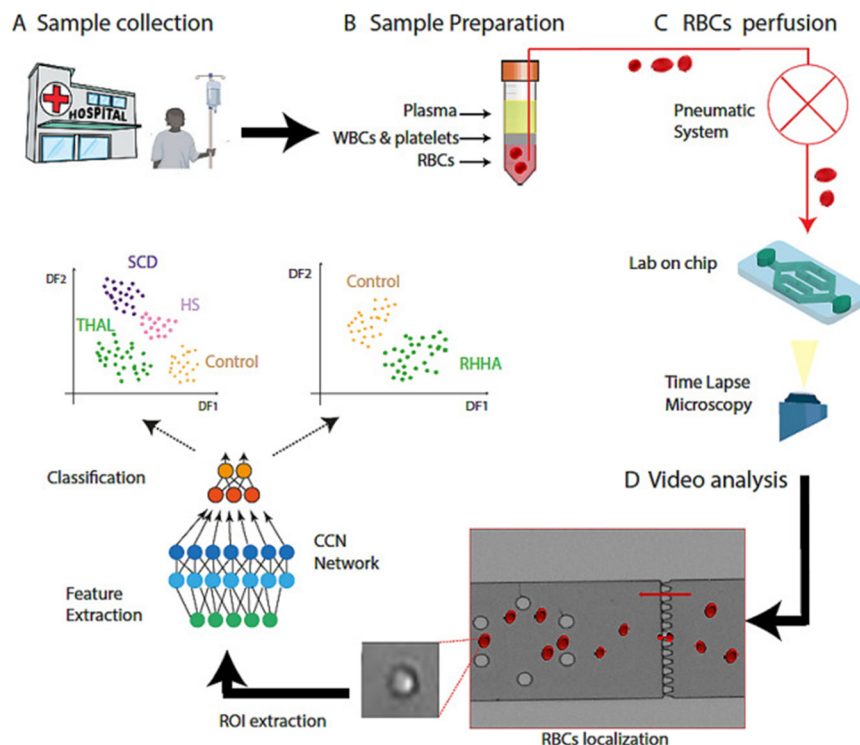 A Sample collection
B Sample Preparation
C RBCs perfusion
HOSPITAL
Plasma
WBCs & platelets
RBCs
Pneumatic
System
Lab on chip
Time Lapse
Microscopy
DF2
SCD
HS
THAL
Control
DF1
DF2
Control
RHHA
DF1
D Video analysis
Classification
CCN
Network
Feature
Extraction
ROI extraction
RBCs localization